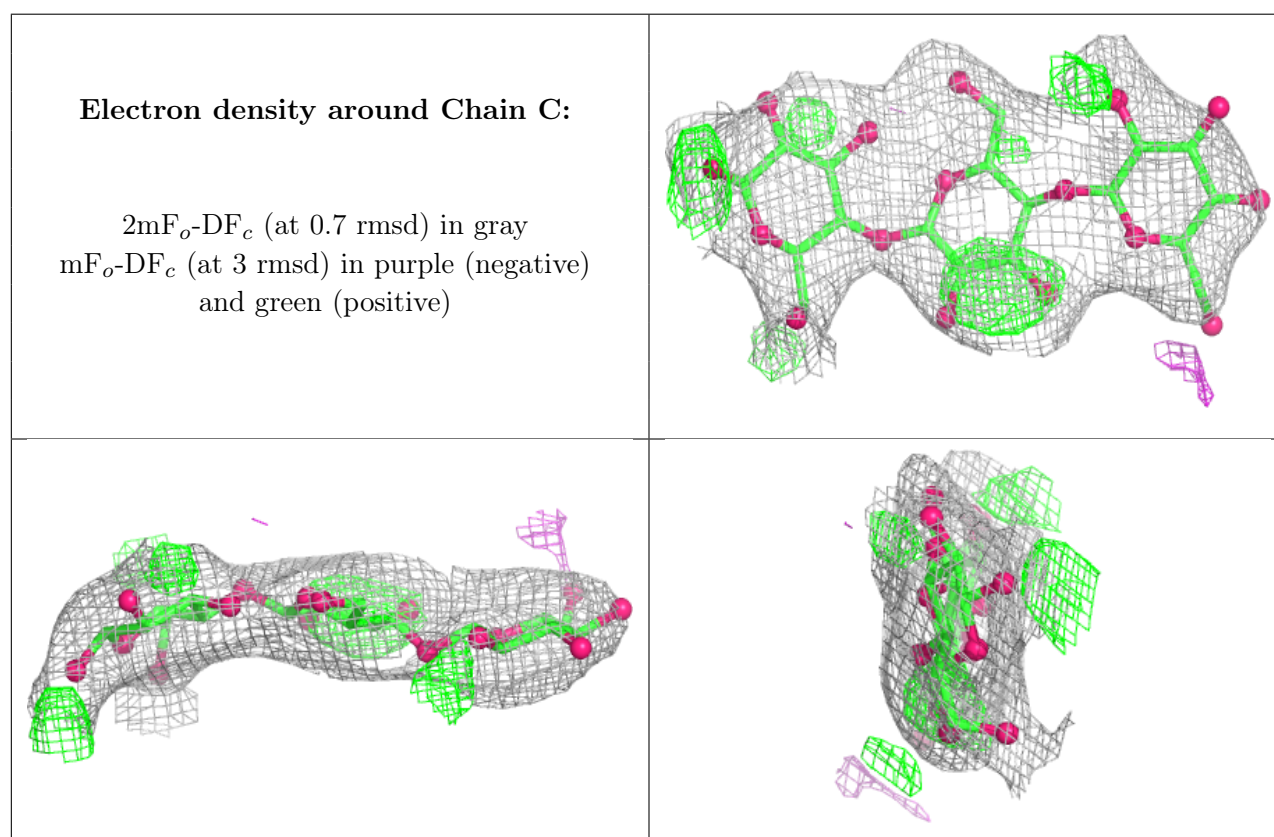 Electron density around Chain C:
2mFo-DFc (at 0.7 rmsd) in gray
mFo-DFc (at 3 rmsd) in purple (negative)
and green (positive)